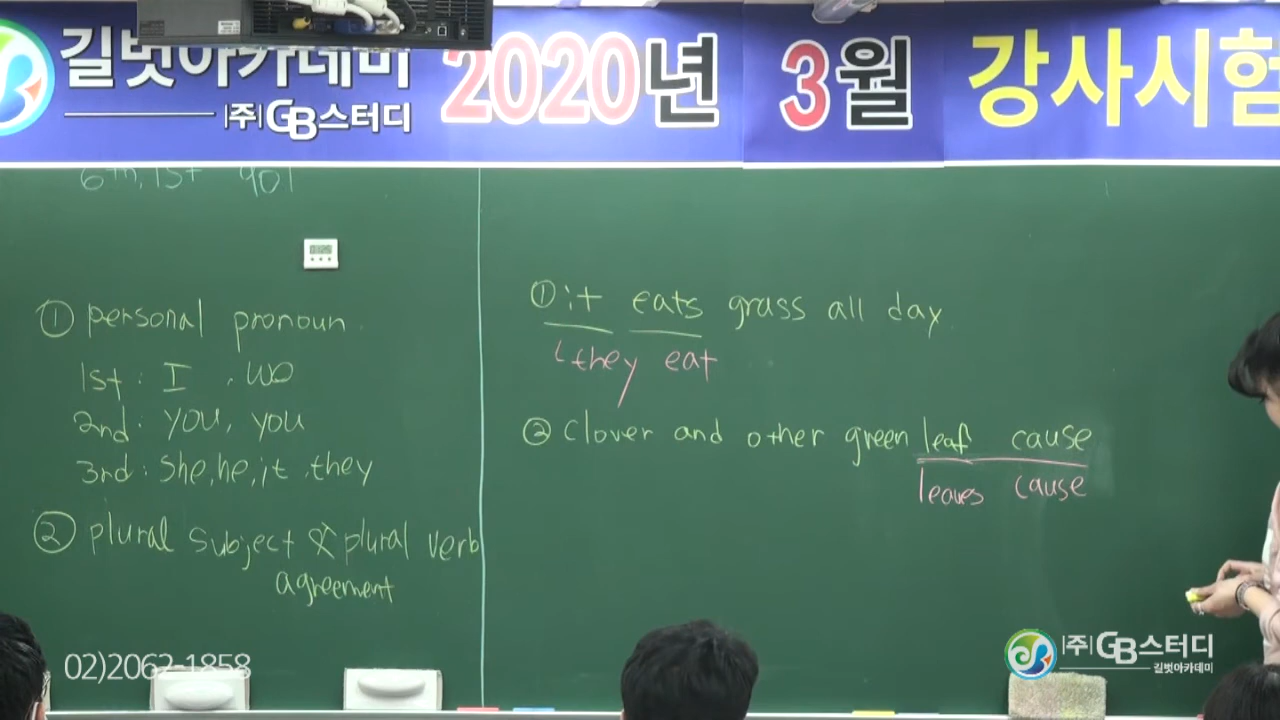 길벗아카데미 2020년 3월 강사시험
|주|GB스터디
6th, 1st
① personal pronoun
1st : I , we
2nd : you, you
3rd : she, he, it, they
② plural subject & plural verb
agreement
① it eats grass all day
they eat
② clover and other green leaf cause
leaves cause
02)2062-1858
|주|GB스터디
길벗아카데미